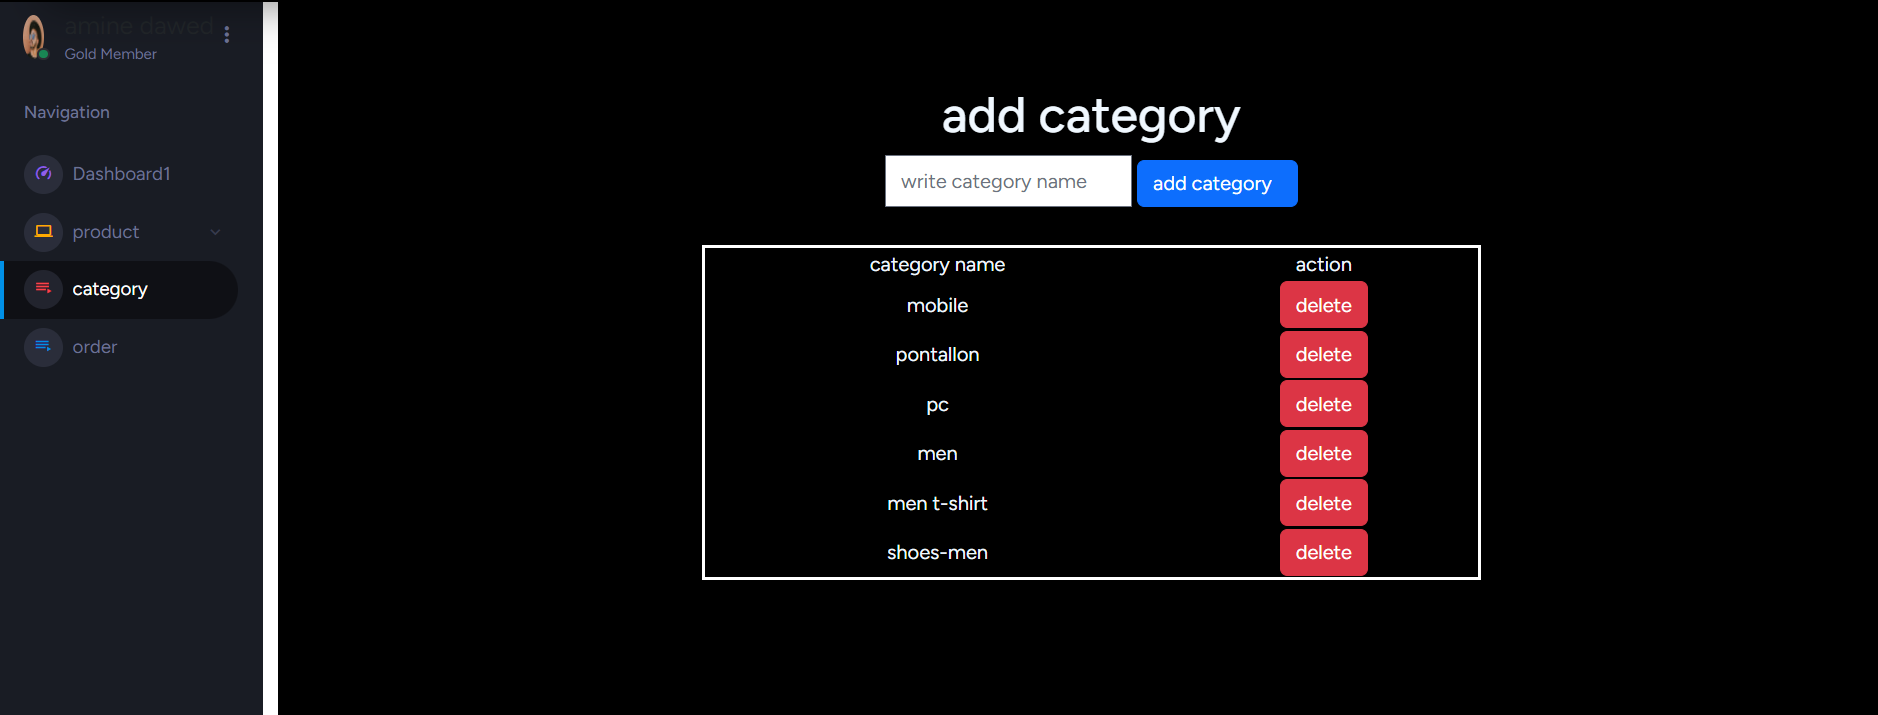 amine dawed
Gold Member
Navigation
Dashboard1
product
category
order
add category
write category name
add category
category name action
mobile delete
pontallon delete
pc delete
men delete
men t-shirt delete
shoes-men delete